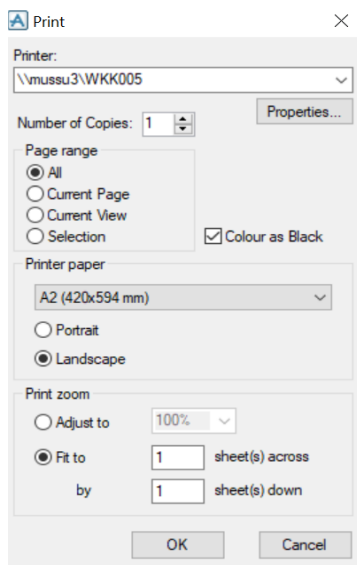 Print
Printer:
\\mussu3\WKK005
Properties...
Number of Copies: 1
Page range
All
Current Page
Current View
Selection
Colour as Black
Printer paper
A2 (420x594 mm)
Portrait
Landscape
Print zoom
Adjust to 100%
Fit to 1 sheet(s) across
by 1 sheet(s) down
OK Cancel